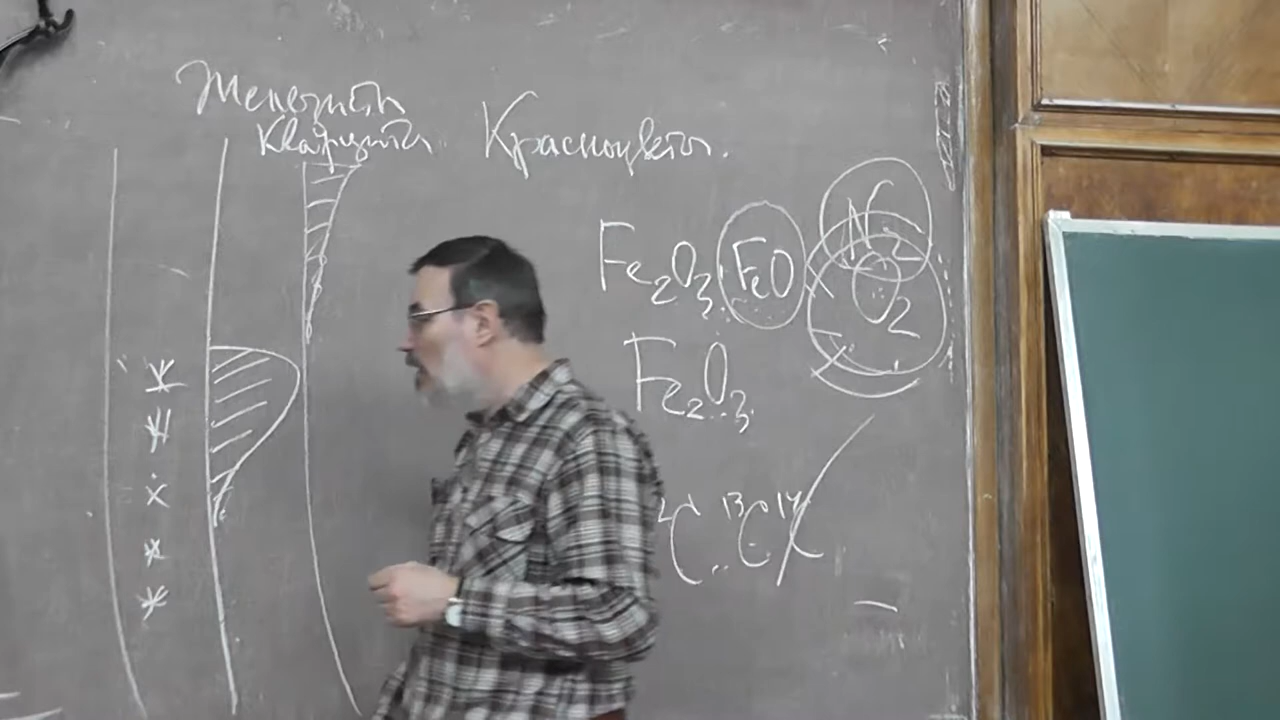 Железистые
кварциты Красноцветы.
Fe2O3 FeO N2
O2
Fe2O3
12C 13C 14C